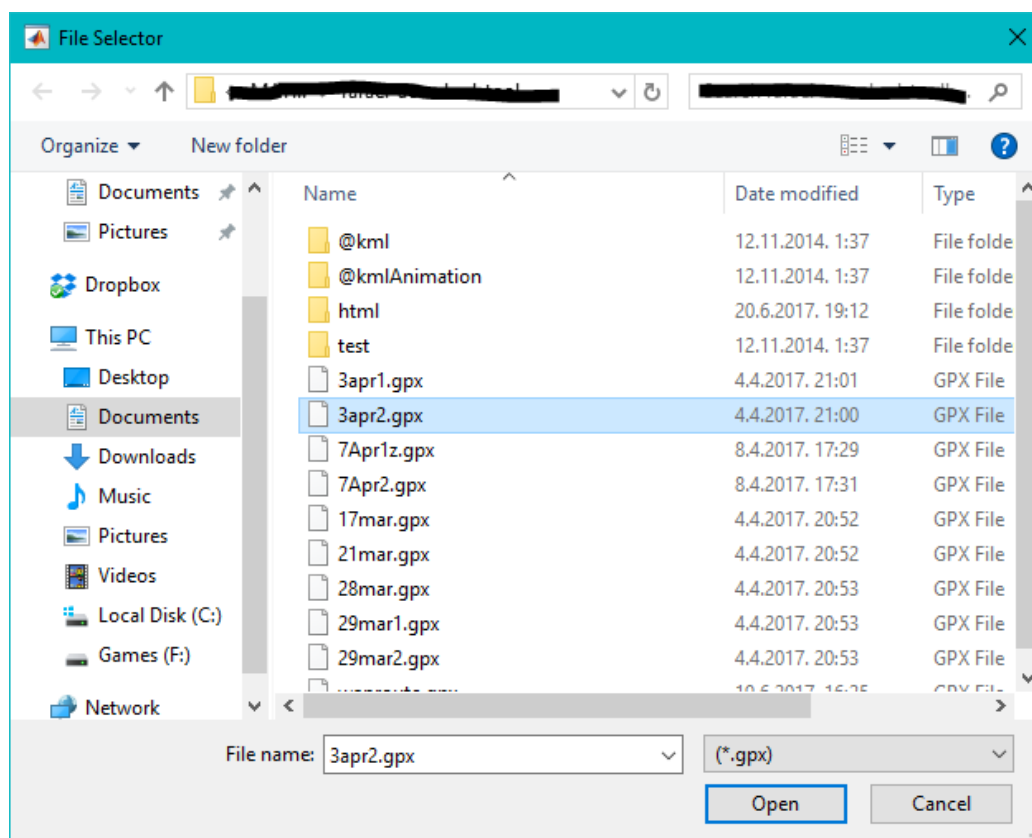 File Selector
Organize New folder
Documents
Pictures
Dropbox
This PC
Desktop
Documents
Downloads
Music
Pictures
Videos
Local Disk (C:)
Games (F:)
Network
Name Date modified Type
@kml 12.11.2014. 1:37 File folde
@kmlAnimation 12.11.2014. 1:37 File folde
html 20.6.2017. 19:12 File folde
test 12.11.2014. 1:37 File folde
3apr1.gpx 4.4.2017. 21:01 GPX File
3apr2.gpx 4.4.2017. 21:00 GPX File
7Apr1z.gpx 8.4.2017. 17:29 GPX File
7Apr2.gpx 8.4.2017. 17:31 GPX File
17mar.gpx 4.4.2017. 20:52 GPX File
21mar.gpx 4.4.2017. 20:52 GPX File
28mar.gpx 4.4.2017. 20:53 GPX File
29mar1.gpx 4.4.2017. 20:53 GPX File
29mar2.gpx 4.4.2017. 20:53 GPX File
File name: 3apr2.gpx (*.gpx)
Open Cancel